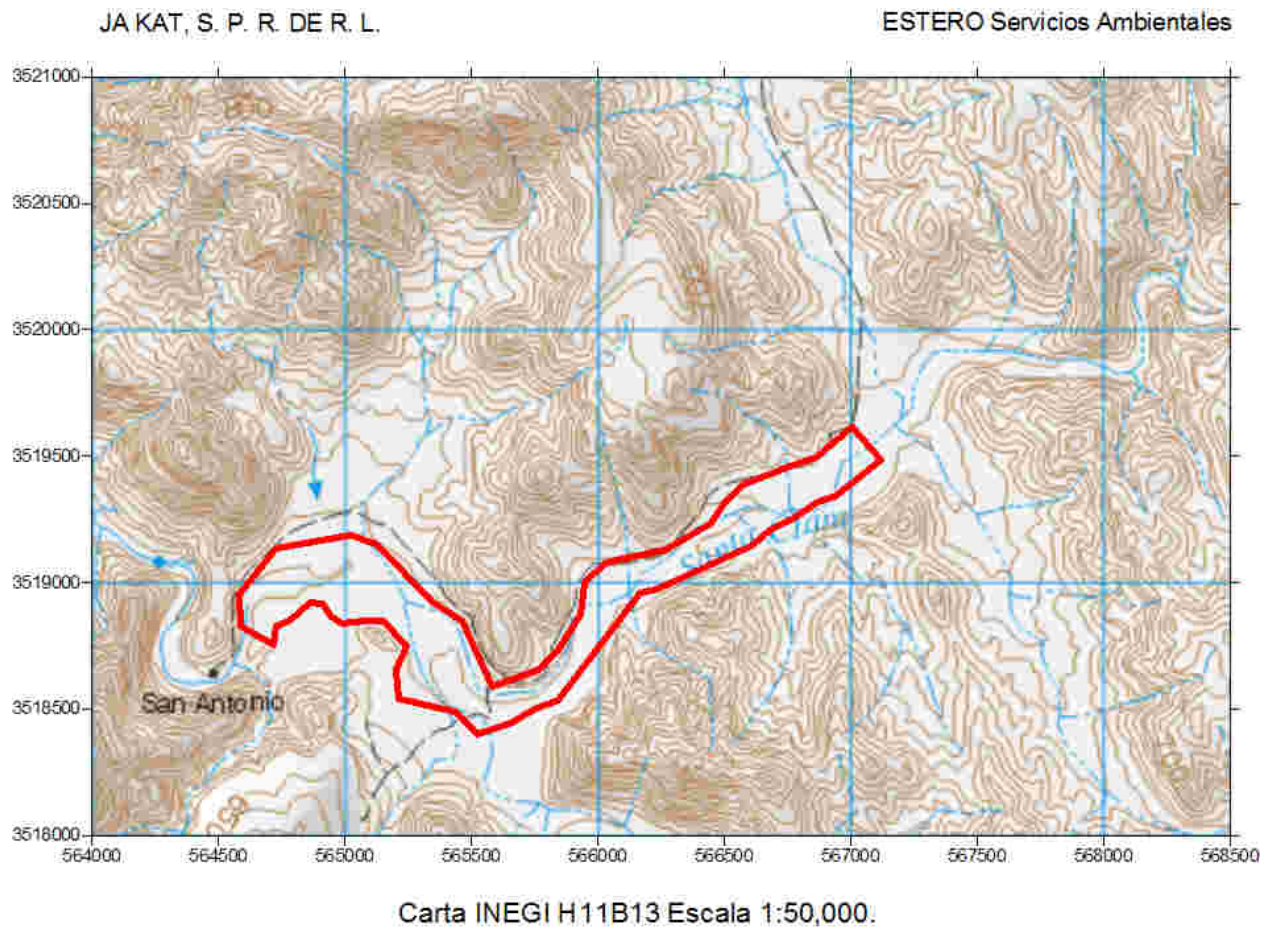 JA KAT, S. P. R. DE R. L.
ESTERO Servicios Ambientales
3521000
3520500
3520000
3519500
3519000
3518500
3518000
San Antonio
564000 564500 565000 565500 566000 566500 567000 567500 568000 568500
Carta INEGI H11B13 Escala 1:50,000.